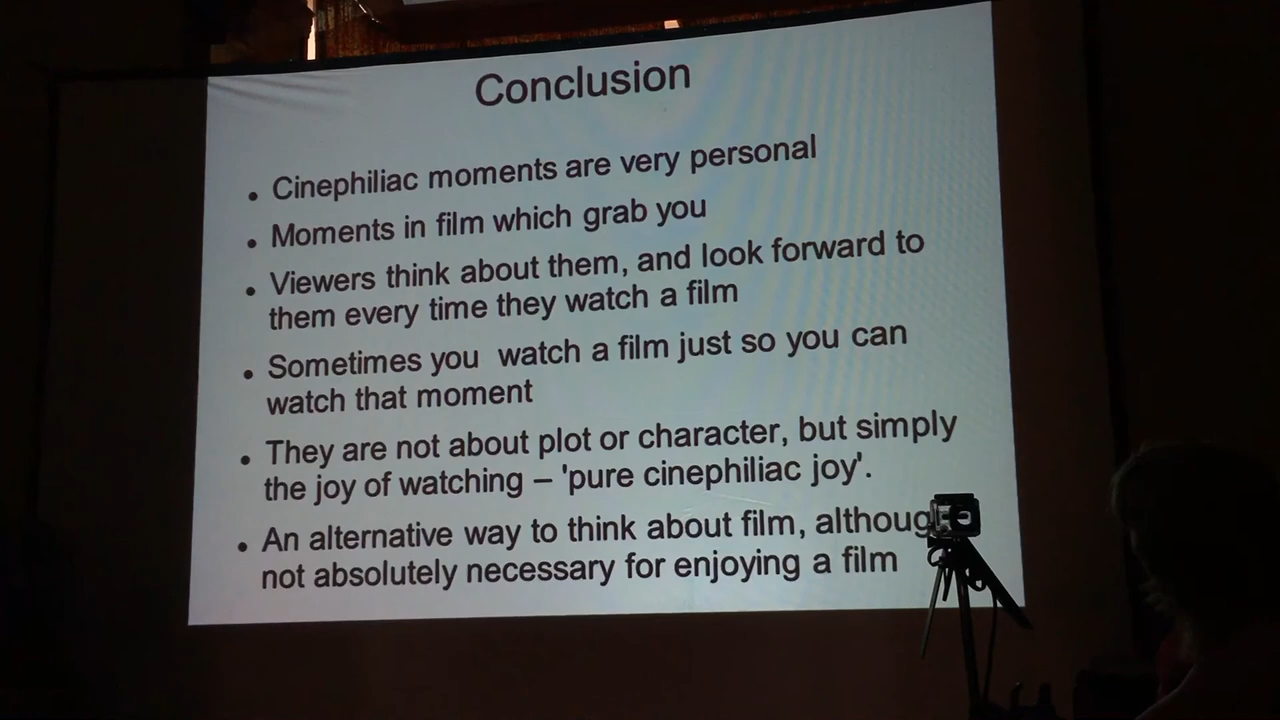 Conclusion
• Cinephiliac moments are very personal
• Moments in film which grab you
• Viewers think about them, and look forward to
them every time they watch a film
• Sometimes you watch a film just so you can
watch that moment
• They are not about plot or character, but simply
the joy of watching – 'pure cinephiliac joy'.
• An alternative way to think about film,
not absolutely necessary for enjoying a film